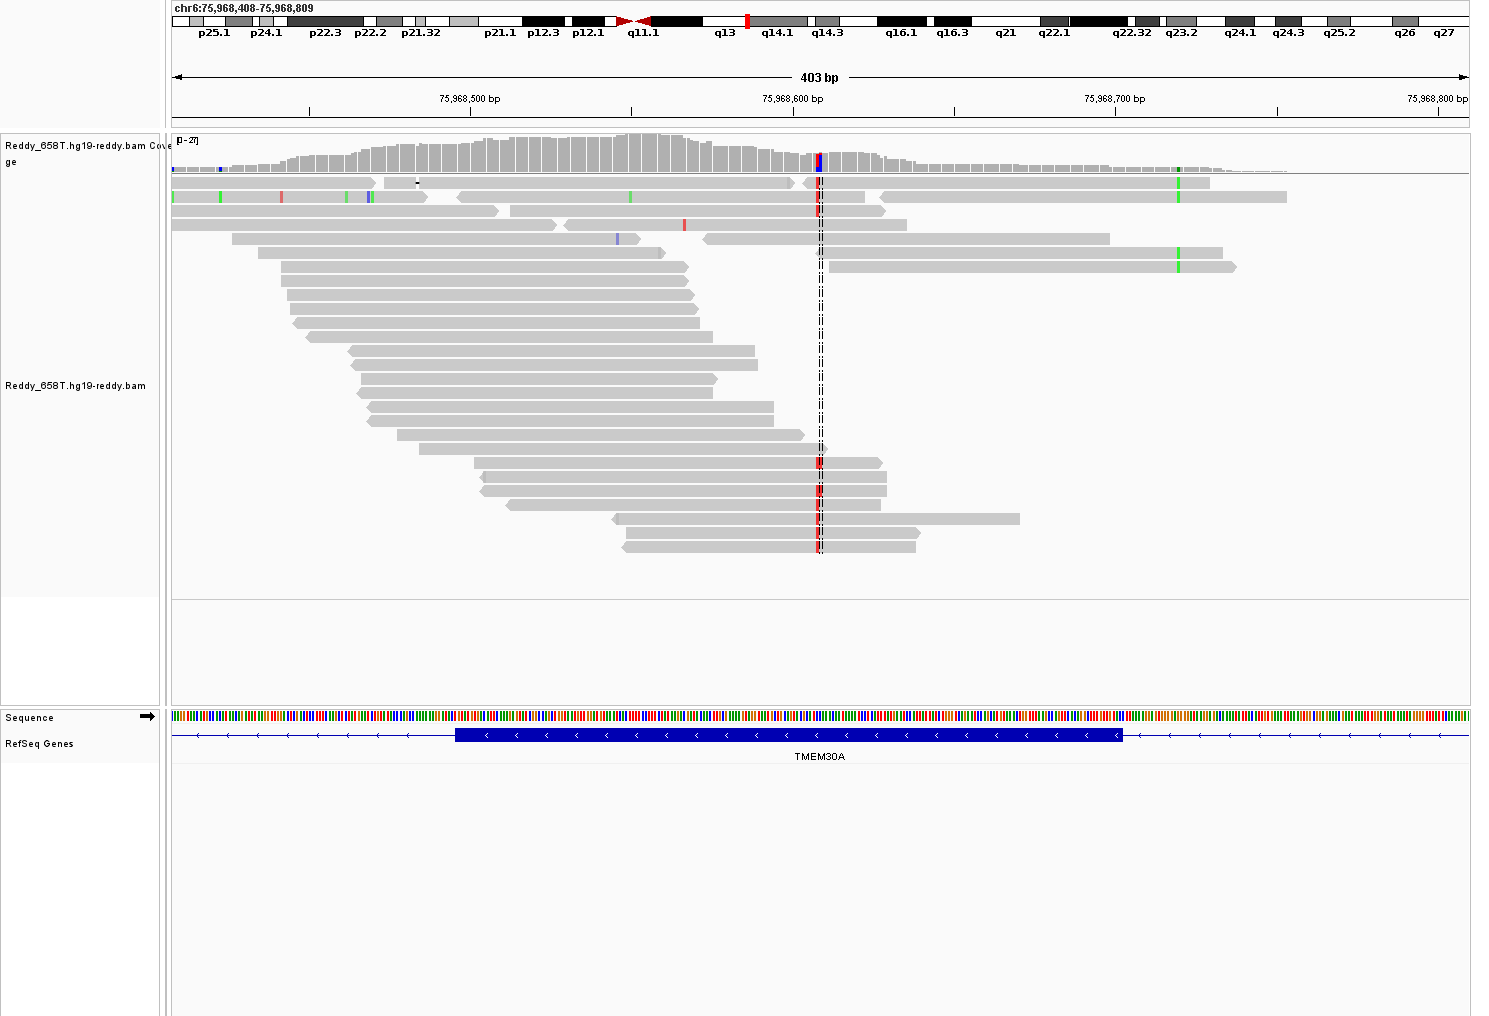 chr6:75,968,408-75,968,809
p25.1 p24.1 p22.3 p22.2 p21.32 p21.1 p12.3 p12.1 q11.1 q13 q14.1 q14.3 q16.1 q16.3 q21 q22.1 q22.32 q23.2 q24.1 q24.3 q25.2 q26 q27
403 bp
75,968,500 bp 75,968,600 bp 75,968,700 bp 75,968,800 bp
Reddy_658T.hg19-reddy.bam Cove
ge
[0 - 27]
Reddy_658T.hg19-reddy.bam
Sequence
RefSeq Genes
TMEM30A